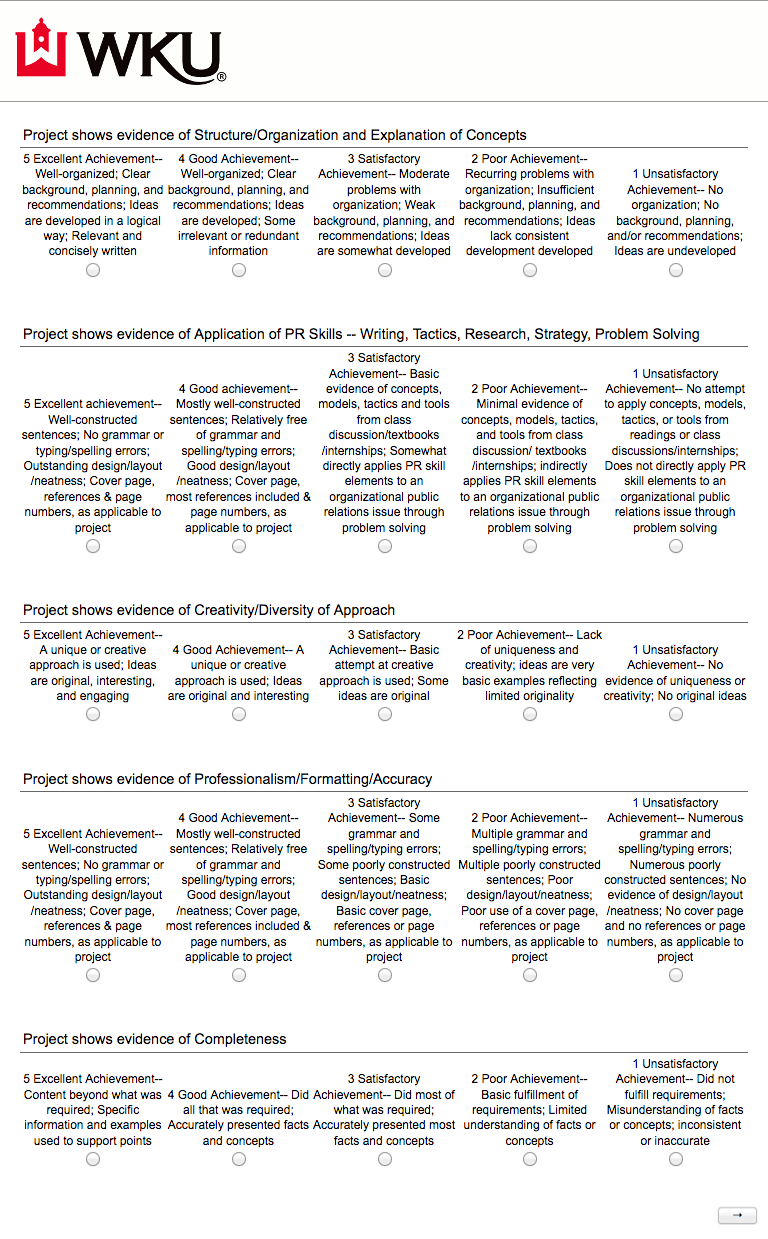 WKU®
Project shows evidence of Structure/Organization and Explanation of Concepts
5 Excellent Achievement--
Well-organized; Clear
background, planning, and
recommendations; Ideas
are developed in a logical
way; Relevant and
concisely written
4 Good Achievement--
Well-organized; Clear
background, planning, and
recommendations; Ideas
are developed; Some
irrelevant or redundant
information
3 Satisfactory
Achievement-- Moderate
problems with
organization; Weak
background, planning, and
recommendations; Ideas
are somewhat developed
2 Poor Achievement--
Recurring problems with
organization; Insufficient
background, planning, and
recommendations; Ideas
lack consistent
development developed
1 Unsatisfactory
Achievement-- No
organization; No
background, planning,
and/or recommendations;
Ideas are undeveloped
Project shows evidence of Application of PR Skills -- Writing, Tactics, Research, Strategy, Problem Solving
5 Excellent achievement--
Well-constructed
sentences; No grammar or
typing/spelling errors;
Outstanding design/layout
/neatness; Cover page,
references & page
numbers, as applicable to
project
4 Good achievement--
Mostly well-constructed
sentences; Relatively free
of grammar and
spelling/typing errors;
Good design/layout
/neatness; Cover page,
most references included &
page numbers, as
applicable to project
3 Satisfactory
Achievement-- Basic
evidence of concepts,
models, tactics and tools
from class
discussion/textbooks
/internships; Somewhat
directly applies PR skill
elements to an
organizational public
relations issue through
problem solving
2 Poor Achievement--
Minimal evidence of
concepts, models, tactics,
and tools from class
discussion/ textbooks
/internships; indirectly
applies PR skill elements
to an organizational public
relations issue through
problem solving
1 Unsatisfactory
Achievement-- No attempt
to apply concepts, models,
tactics, or tools from
readings or class
discussions/internships;
Does not directly apply PR
skill elements to an
organizational public
relations issue through
problem solving
Project shows evidence of Creativity/Diversity of Approach
5 Excellent Achievement--
A unique or creative
approach is used; Ideas
are original, interesting,
and engaging
4 Good Achievement-- A
unique or creative
approach is used; Ideas
are original and interesting
3 Satisfactory
Achievement-- Basic
attempt at creative
approach is used; Some
ideas are original
2 Poor Achievement-- Lack
of uniqueness and
creativity; ideas are very
basic examples reflecting
limited originality
1 Unsatisfactory
Achievement-- No
evidence of uniqueness or
creativity; No original ideas
Project shows evidence of Professionalism/Formatting/Accuracy
5 Excellent Achievement--
Well-constructed
sentences; No grammar or
typing/spelling errors;
Outstanding design/layout
/neatness; Cover page,
references & page
numbers, as applicable to
project
4 Good Achievement--
Mostly well-constructed
sentences; Relatively free
of grammar and
spelling/typing errors;
Good design/layout
/neatness; Cover page,
most references included &
page numbers, as
applicable to project
3 Satisfactory
Achievement-- Some
grammar and
spelling/typing errors;
Some poorly constructed
sentences; Basic
design/layout/neatness;
Basic cover page,
references or page
numbers, as applicable to
project
2 Poor Achievement--
Multiple grammar and
spelling/typing errors;
Multiple poorly constructed
sentences; Poor
design/layout/neatness;
Poor use of a cover page,
references or page
numbers, as applicable to
project
1 Unsatisfactory
Achievement-- Numerous
grammar and
spelling/typing errors;
Numerous poorly
constructed sentences; No
evidence of design/layout
/neatness; No cover page
and no references or page
numbers, as applicable to
project
Project shows evidence of Completeness
5 Excellent Achievement--
Content beyond what was
required; Specific
information and examples
used to support points
4 Good Achievement-- Did
all that was required;
Accurately presented facts
and concepts
3 Satisfactory
Achievement-- Did most of
what was required;
Accurately presented most
facts and concepts
2 Poor Achievement--
Basic fulfillment of
requirements; Limited
understanding of facts or
concepts
1 Unsatisfactory
Achievement-- Did not
fulfill requirements;
Misunderstanding of facts
or concepts; inconsistent
or inaccurate
→